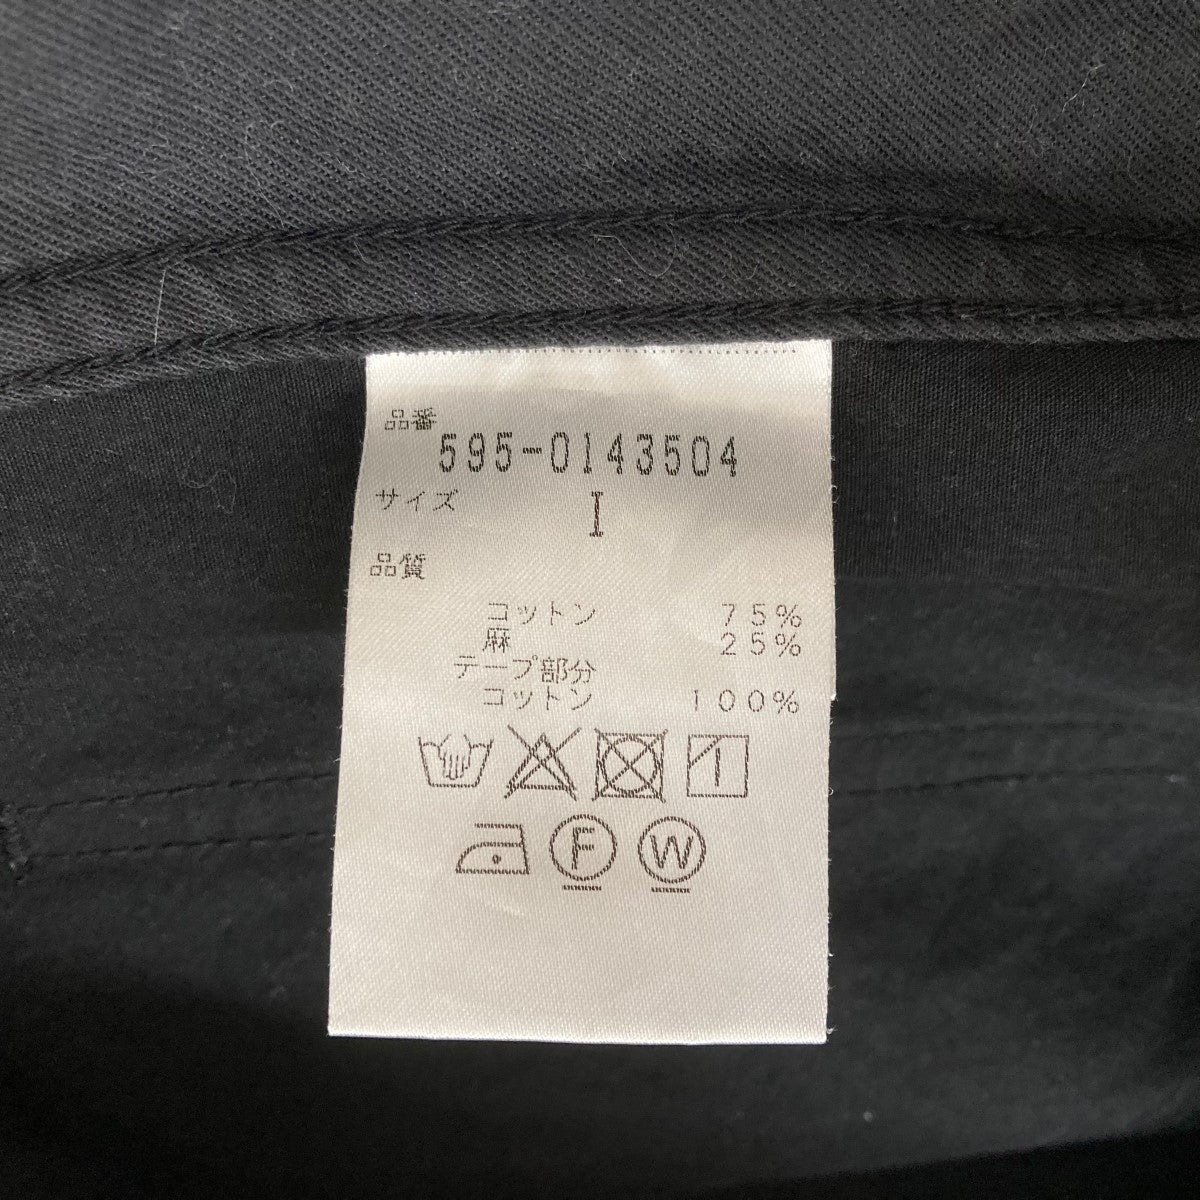 品番
595-0143504
サイズ 1
品質
コットン 75%
麻 25%
テープ部分
コットン 100%
F W